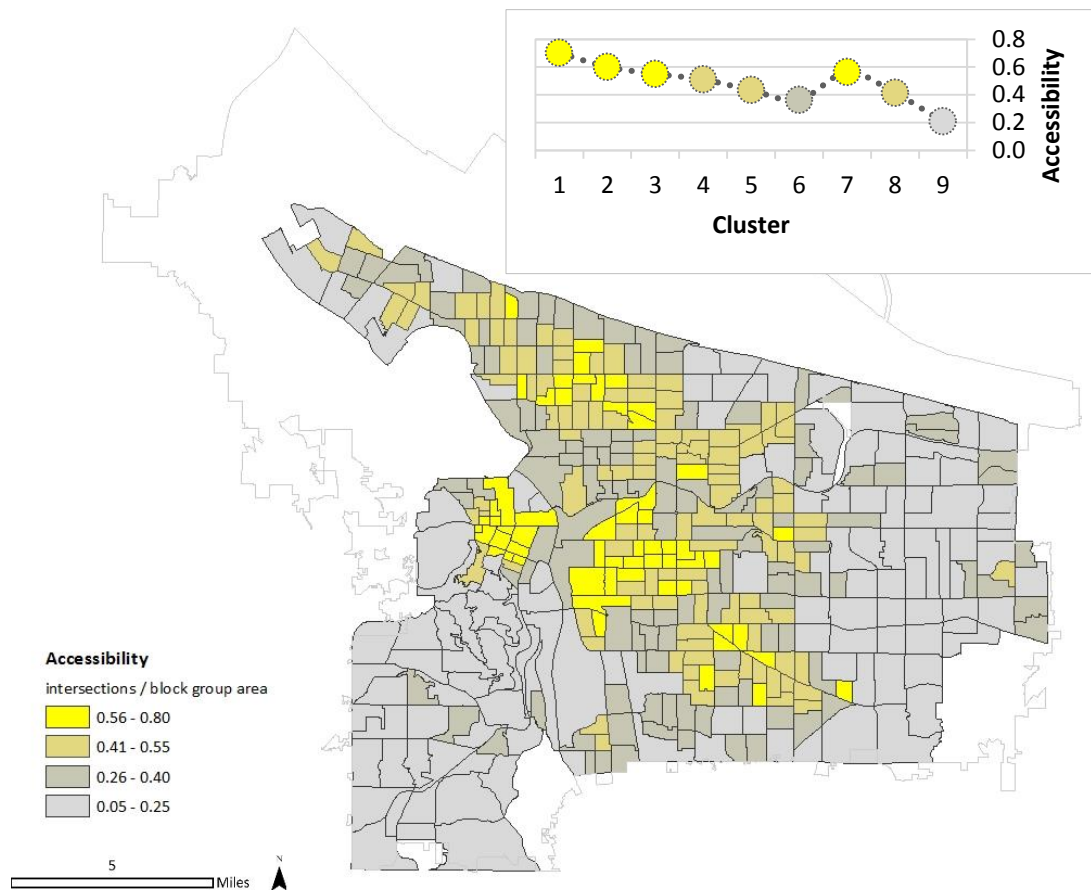 0.8
0.6
0.4
0.2
0.0
Accessibility
1 2 3 4 5 6 7 8 9
Cluster
Accessibility
intersections / block group area
0.56 - 0.80
0.41 - 0.55
0.26 - 0.40
0.05 - 0.25
5
Miles
N